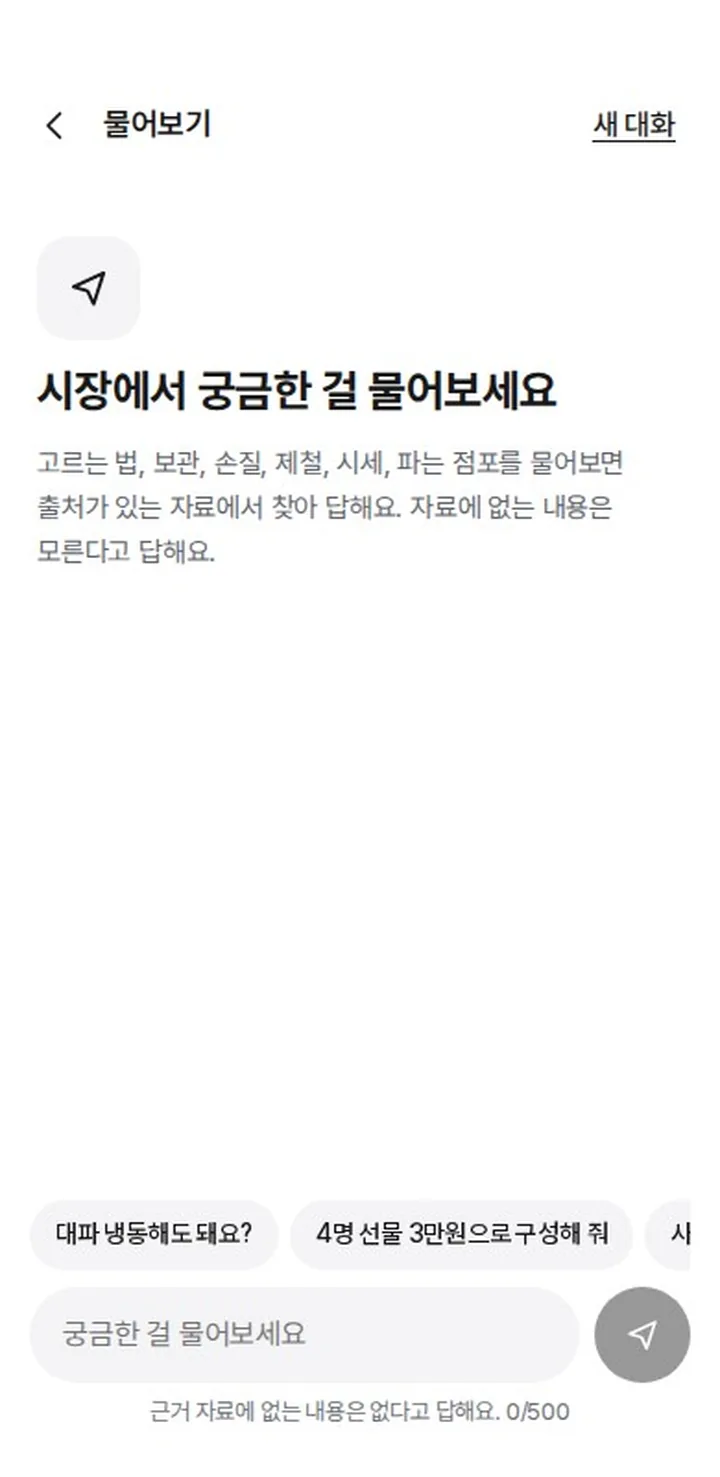 물어보기
새 대화
시장에서 궁금한 걸 물어보세요
고르는 법, 보관, 손질, 제철, 시세, 파는 점포를 물어보면
출처가 있는 자료에서 찾아 답해요. 자료에 없는 내용은
모른다고 답해요.
대파 냉동해도 돼요?
4명 선물 3만원으로 구성해 줘
궁금한 걸 물어보세요
근거 자료에 없는 내용은 없다고 답해요. 0/500